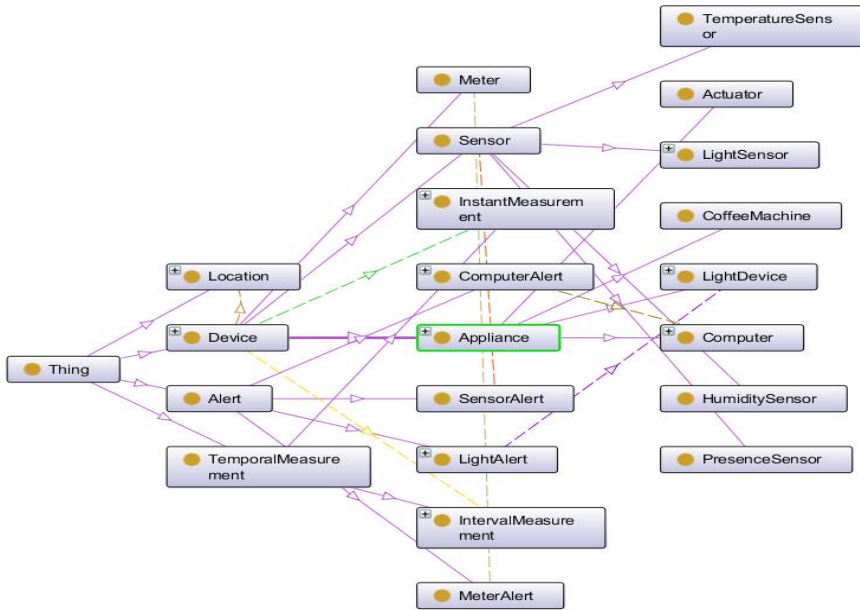 TemperatureSens
or
Meter
Actuator
Sensor
LightSensor
InstantMeasurem
ent
CoffeeMachine
Location
ComputerAlert
LightDevice
Device
Appliance
Computer
Thing
Alert
SensorAlert
HumiditySensor
TemporalMeasure
ment
LightAlert
PresenceSensor
IntervalMeasure
ment
MeterAlert